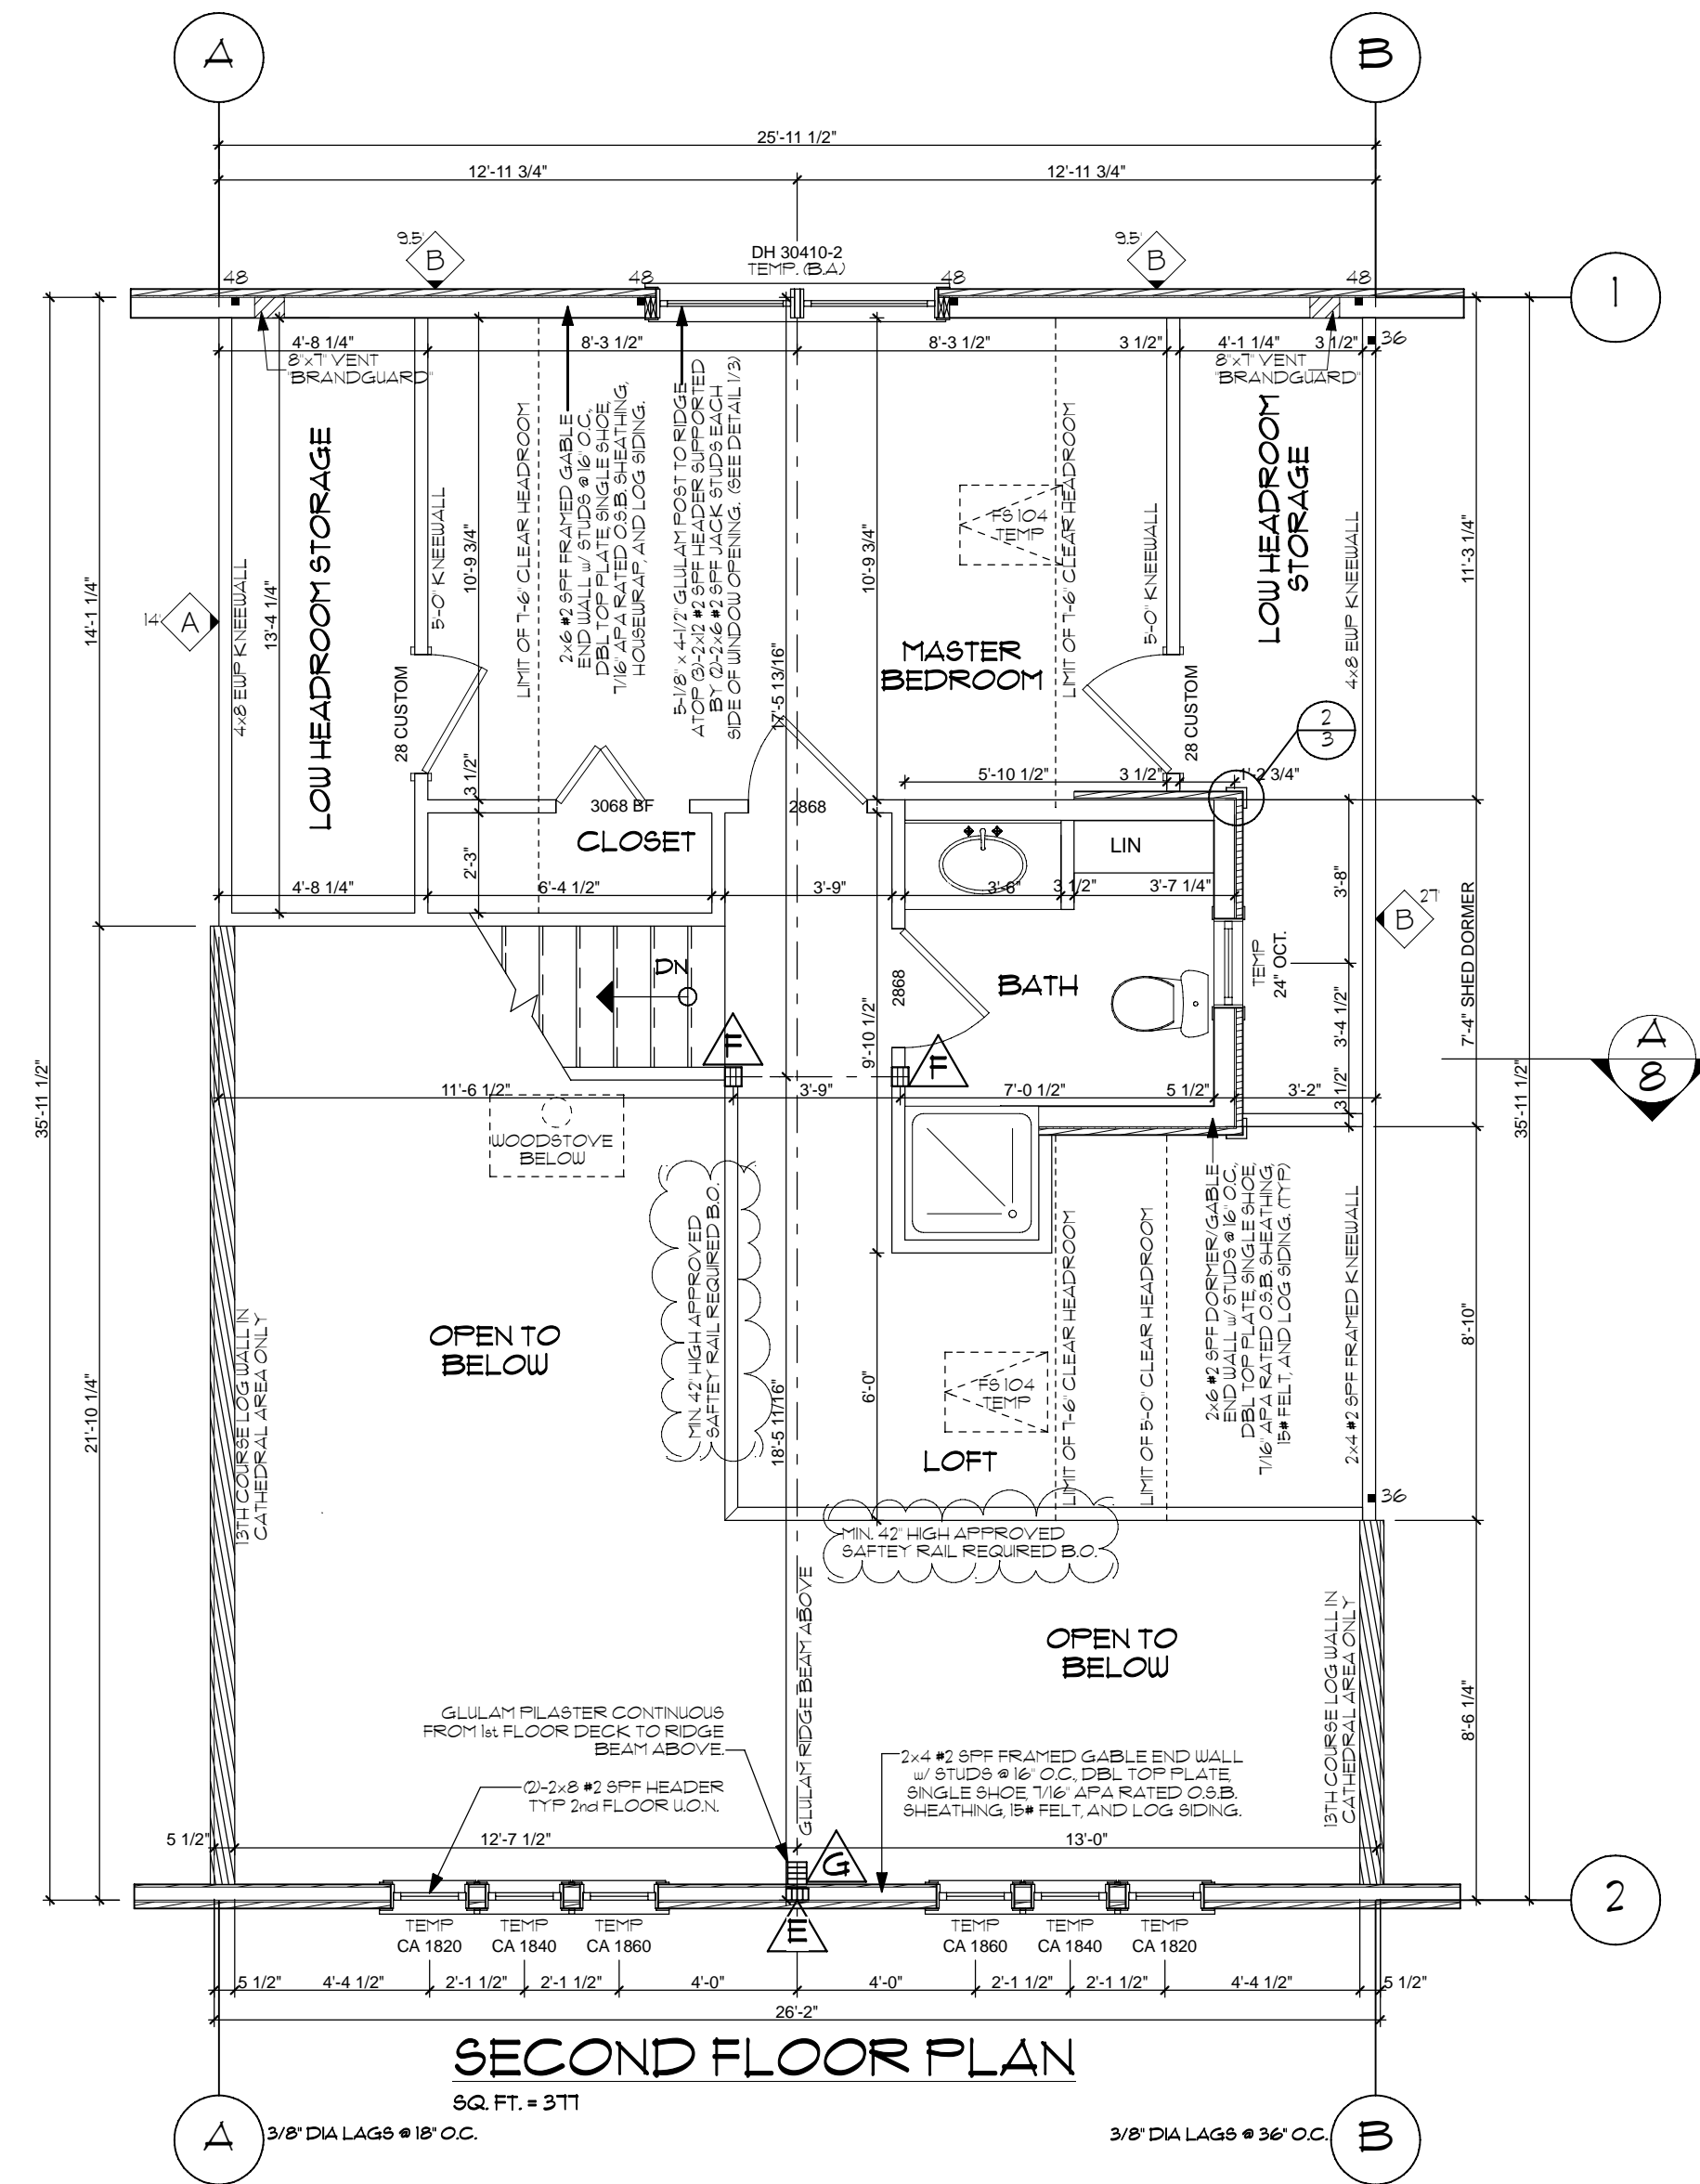 A
B
25'-11 1/2"
12'-11 3/4"
12'-11 3/4"
9.5'
B
DH 30410-2
TEMP. (B.A)
9.5'
B
48
48
48
48
1
4'-8 1/4"
8'-3 1/2"
8'-3 1/2"
3 1/2"
4'-1 1/4"
3 1/2"
36
8"x7" VENT
"BRANDGUARD"
8"x7" VENT
"BRANDGUARD"
LOW HEADROOM STORAGE
4x8 EWP KNEEWALL
13'-4 1/4"
14'-1 1/4"
35'-11 1/2"
14'
A
5'-0" KNEEWALL
10'-9 3/4"
28 CUSTOM
3 1/2"
LIMIT OF 7'-6" CLEAR HEADROOM
2x6 #2 SPF FRAMED GABLE
END WALL w/ STUDS @ 16" O.C.,
DBL TOP PLATE, SINGLE SHOE,
7/16" APA RATED O.S.B. SHEATHING,
HOUSEWRAP, AND LOG SIDING.
5-1/8" x 4-1/2" GLULAM POST TO RIDGE
ATOP (3)-2x12 #2 SPF HEADER SUPPORTED
BY (2)-2x6 #2 SPF JACK STUDS EACH
SIDE OF WINDOW OPENING. (SEE DETAIL 1/3)
17'-5 13/16"
10'-9 3/4"
FS 104
TEMP
MASTER
BEDROOM
LIMIT OF 7'-6" CLEAR HEADROOM
5'-0" KNEEWALL
28 CUSTOM
LOW HEADROOM
STORAGE
4x8 EWP KNEEWALL
11'-3 1/4"
2
3
5'-10 1/2"
3 1/2"
1'-2 3/4"
3068 BF
2868
CLOSET
LIN
2'-3"
4'-8 1/4"
6'-4 1/2"
3'-9"
3'-6"
3 1/2"
3'-7 1/4"
3'-8"
B
27'
7'-4" SHED DORMER
DN
2868
BATH
TEMP
24" OCT.
3'-4 1/2"
F
F
9'-10 1/2"
A
8
11'-6 1/2"
3'-9"
7'-0 1/2"
5 1/2"
3'-2"
3 1/2"
35'-11 1/2"
WOODSTOVE
BELOW
MIN. 42" HIGH APPROVED
SAFTEY RAIL REQUIRED B.O.
21'-10 1/4"
13TH COURSE LOG WALL IN
CATHEDRAL AREA ONLY
OPEN TO
BELOW
18'-5 11/16"
6'-0"
FS 104
TEMP
LOFT
LIMIT OF 7'-6" CLEAR HEADROOM
LIMIT OF 5'-0" CLEAR HEADROOM
2x6 #2 SPF DORMER/GABLE
END WALL w/ STUDS @ 16" O.C.,
DBL TOP PLATE, SINGLE SHOE,
7/16" APA RATED O.S.B. SHEATHING,
15# FELT, AND LOG SIDING. (TYP)
2x4 #2 SPF FRAMED KNEEWALL
8'-10"
36
MIN. 42" HIGH APPROVED
SAFTEY RAIL REQUIRED B.O.
GLULAM RIDGE BEAM ABOVE
OPEN TO
BELOW
13TH COURSE LOG WALL IN
CATHEDRAL AREA ONLY
8'-6 1/4"
GLULAM PILASTER CONTINUOUS
FROM 1st FLOOR DECK TO RIDGE
BEAM ABOVE.
(2)-2x8 #2 SPF HEADER
TYP 2nd FLOOR U.O.N.
2x4 #2 SPF FRAMED GABLE END WALL
w/ STUDS @ 16" O.C., DBL TOP PLATE,
SINGLE SHOE, 7/16" APA RATED O.S.B.
SHEATHING, 15# FELT, AND LOG SIDING.
5 1/2"
12'-7 1/2"
G
13'-0"
2
TEMP
CA 1820
TEMP
CA 1840
TEMP
CA 1860
E
TEMP
CA 1860
TEMP
CA 1840
TEMP
CA 1820
5 1/2"
4'-4 1/2"
2'-1 1/2"
2'-1 1/2"
4'-0"
4'-0"
2'-1 1/2"
2'-1 1/2"
4'-4 1/2"
5 1/2"
26'-2"
SECOND FLOOR PLAN
SQ. FT. = 377
A
3/8" DIA LAGS @ 18" O.C.
3/8" DIA LAGS @ 36" O.C.
B